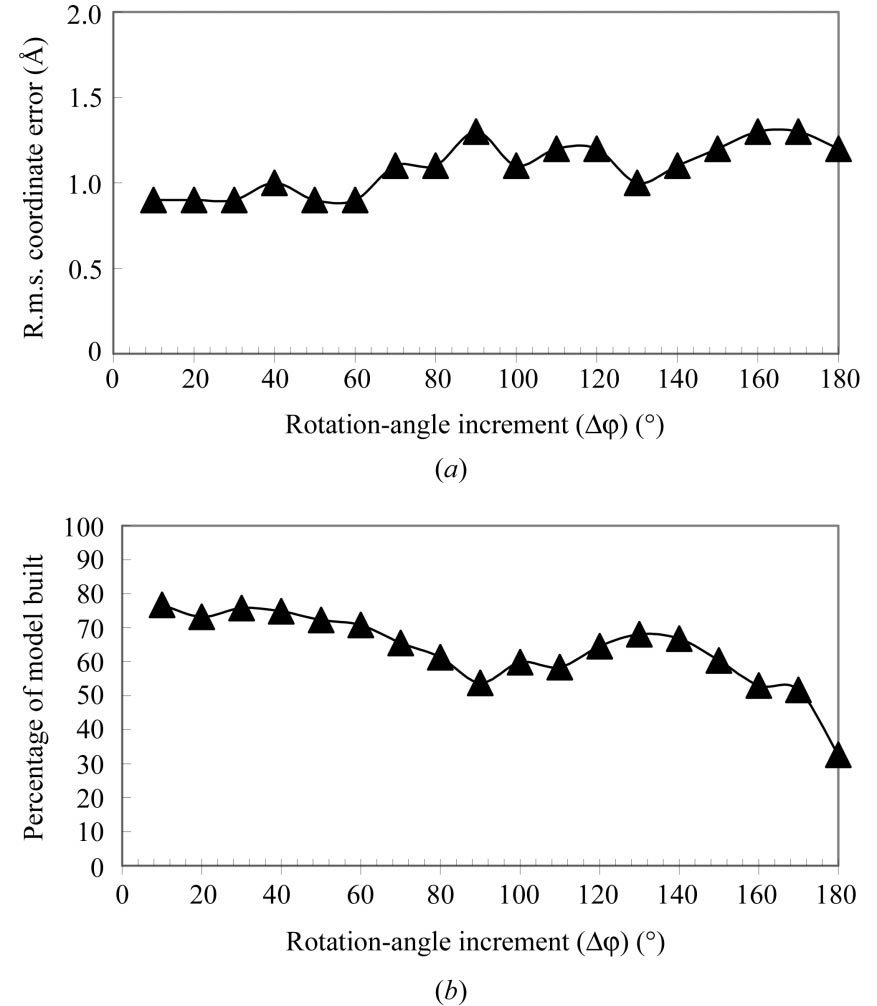 R.m.s. coordinate error (Å)
2.0
1.5
1.0
0.5
0
0 20 40 60 80 100 120 140 160 180
Rotation-angle increment (Δφ) (°)
(a)
Percentage of model built
100
90
80
70
60
50
40
30
20
10
0
0 20 40 60 80 100 120 140 160 180
Rotation-angle increment (Δφ) (°)
(b)